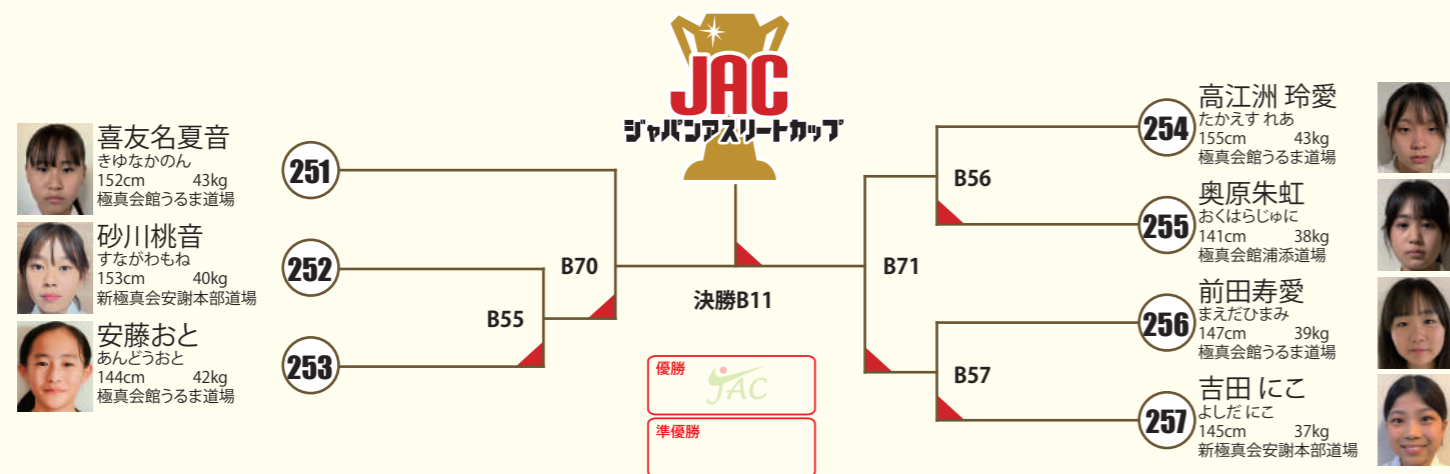 JAC
ジャパンアスリートカップ
喜友名夏音
きゆなかのん
152cm 43kg
極真会館うるま道場
251
砂川桃音
すながわもね
153cm 40kg
新極真会安謝本部道場
252
安藤おと
あんどうおと
144cm 42kg
極真会館うるま道場
253
B55
B70
決勝B11
優勝
JAC
準優勝
B71
B56
B57
254
高江洲 玲愛
たかえす れあ
155cm 43kg
極真会館うるま道場
255
奥原朱虹
おくはらじゅに
141cm 38kg
極真会館浦添道場
256
前田寿愛
まえだひまみ
147cm 39kg
極真会館うるま道場
257
吉田 にこ
よしだ にこ
145cm 37kg
新極真会安謝本部道場